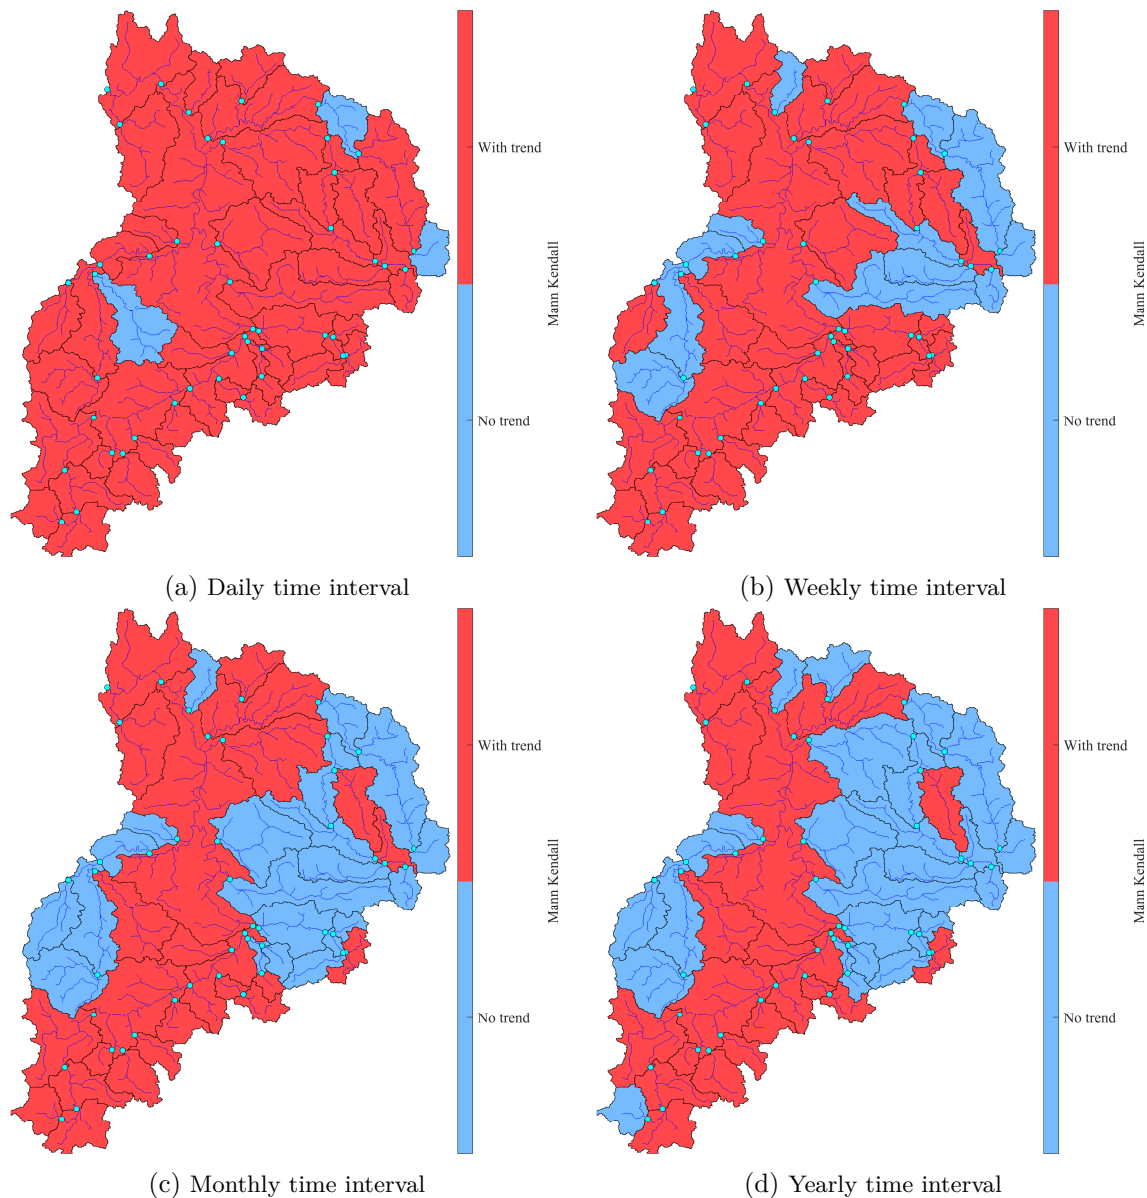 With trend
Mann Kendall
No trend
With trend
Mann Kendall
No trend
(a) Daily time interval
(b) Weekly time interval
With trend
Mann Kendall
No trend
With trend
Mann Kendall
No trend
(c) Monthly time interval
(d) Yearly time interval